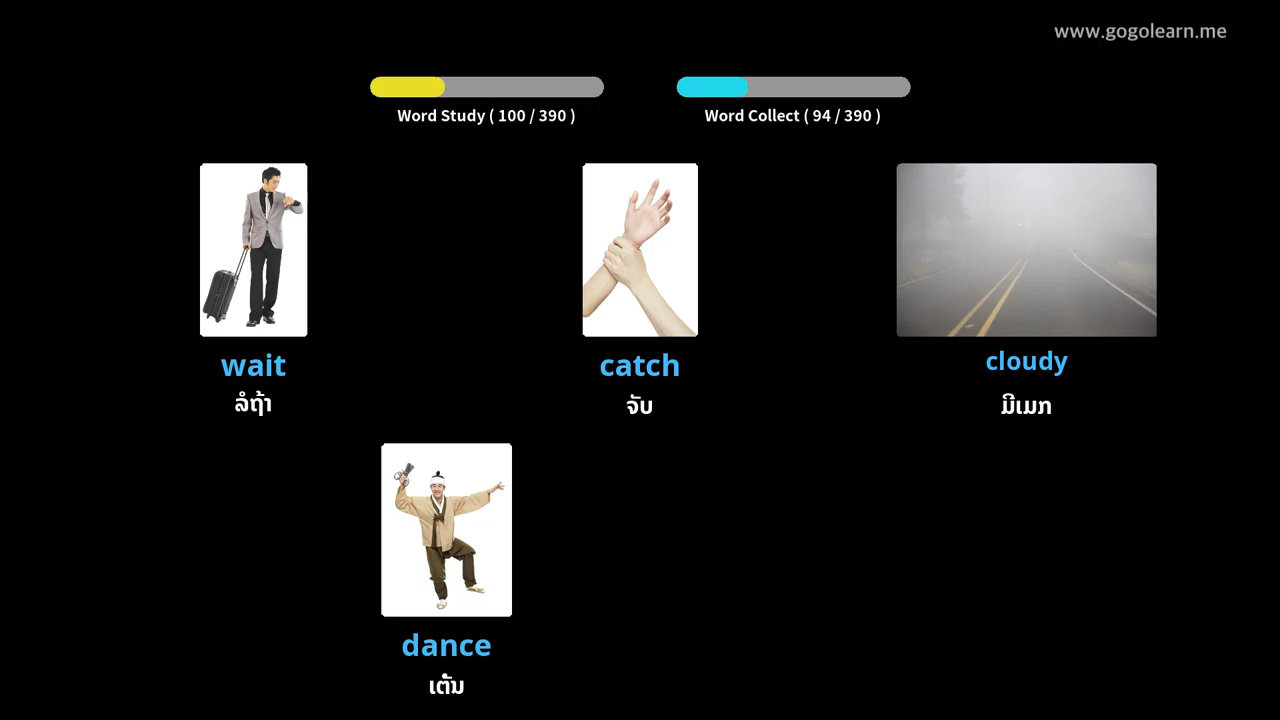 www.gogolearn.me
Word Study ( 100 / 390 )
Word Collect ( 94 / 390 )
wait
ລໍຖ້າ
catch
ຈັບ
cloudy
ມີເມກ
dance
ເຕັ້ນ